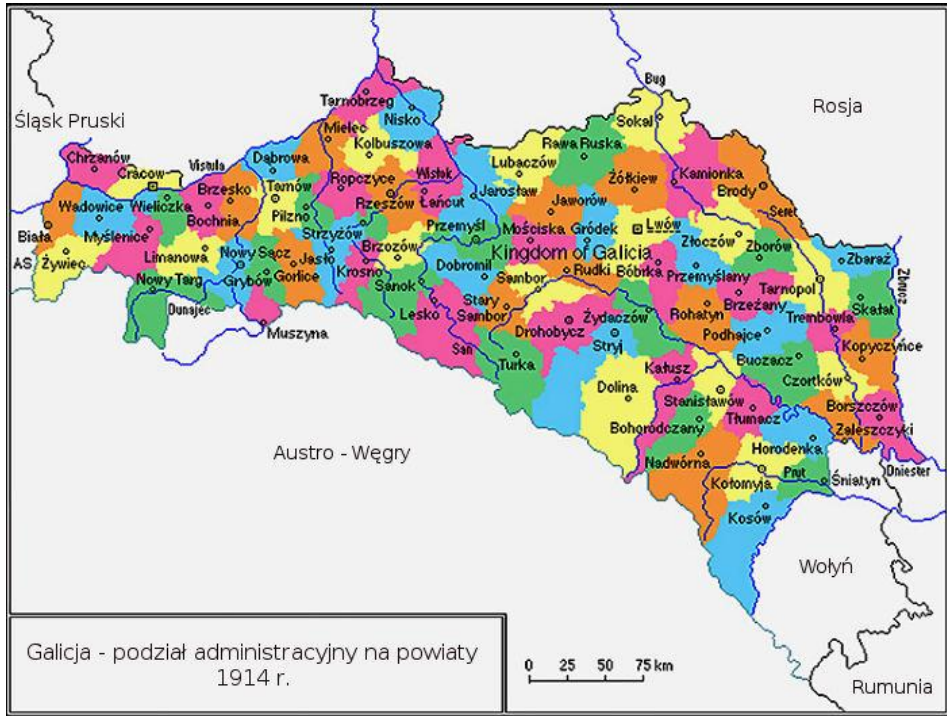 Bug
Rosja
Śląsk Pruski
Tarnobrzeg
Nisko
Sokal
Mielec
Kolbuszowa
Rawa Ruska
Lubaczów
Chrzanów
Cracow
Vistula
Dąbrowa
Kamionka
Brody
Tarnów
Ropczyce
Wisłok
Żółkiew
Brzesko
Rzeszów
Łańcut
Jarosław
Jaworów
Wadowice
Wieliczka
Bochnia
Pilzno
Seret
Biała
Myślenice
Strzyżów
Przemyśl
Mościska
Gródek
Lwów
Złoczów
Zborów
AS
Żywiec
Limanowa
Nowy Sącz
Jasło
Brzozów
Kingdom of Galicia
Zbaraż
Zbrucz
Nowy Targ
Grybów
Gorlice
Krosno
Dobromil
Sambor
Rudki
Bóbrka
Przemyślany
Tarnopol
Sanok
Dunajec
Lesko
Stary
Sambor
Brzeżany
Skałat
Muszyna
Drohobycz
Żydaczów
Rohatyn
Trembowla
Podhajce
Stryj
San
Turka
Kałusz
Buczacz
Kopyczyńce
Dolina
Stanisławów
Czortków
Tłumacz
Borszczów
Bohorodczany
Zaleszczyki
Horodenka
Austro - Węgry
Nadwórna
Kołomyja
Prut
Śniatyn
Dniester
Kosów
Wołyń
Galicja - podział administracyjny na powiaty
1914 r.
0 25 50 75 km
Rumunia